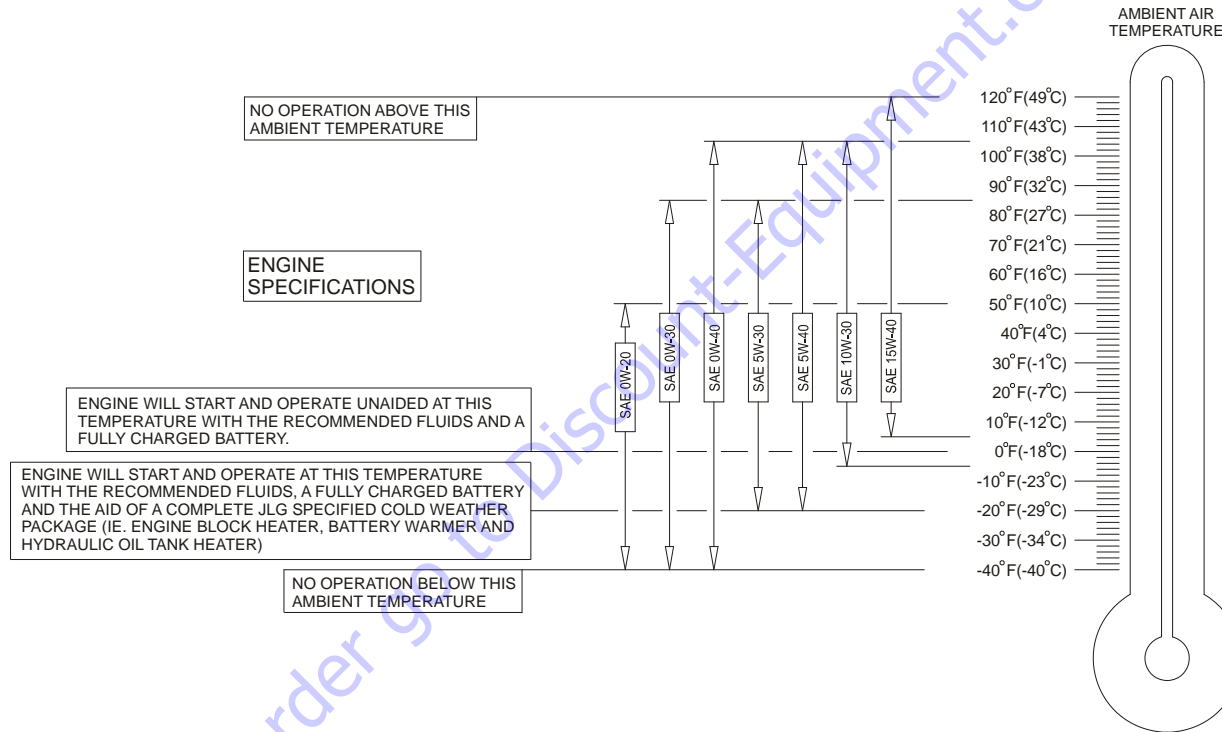 AMBIENT AIR
TEMPERATURE
NO OPERATION ABOVE THIS
AMBIENT TEMPERATURE
120°F(49°C)
110°F(43°C)
100°F(38°C)
90°F(32°C)
80°F(27°C)
70°F(21°C)
60°F(16°C)
50°F(10°C)
40°F(4°C)
30°F(-1°C)
20°F(-7°C)
10°F(-12°C)
0°F(-18°C)
-10°F(-23°C)
-20°F(-29°C)
-30°F(-34°C)
-40°F(-40°C)
ENGINE
SPECIFICATIONS
SAE 0W-20
SAE 0W-30
SAE 0W-40
SAE 5W-30
SAE 5W-40
SAE 10W-30
SAE 15W-40
ENGINE WILL START AND OPERATE UNAIDED AT THIS
TEMPERATURE WITH THE RECOMMENDED FLUIDS AND A
FULLY CHARGED BATTERY.
ENGINE WILL START AND OPERATE AT THIS TEMPERATURE
WITH THE RECOMMENDED FLUIDS, A FULLY CHARGED BATTERY
AND THE AID OF A COMPLETE JLG SPECIFIED COLD WEATHER
PACKAGE (IE. ENGINE BLOCK HEATER, BATTERY WARMER AND
HYDRAULIC OIL TANK HEATER)
NO OPERATION BELOW THIS
AMBIENT TEMPERATURE
rder go to Discount-Equipment.c